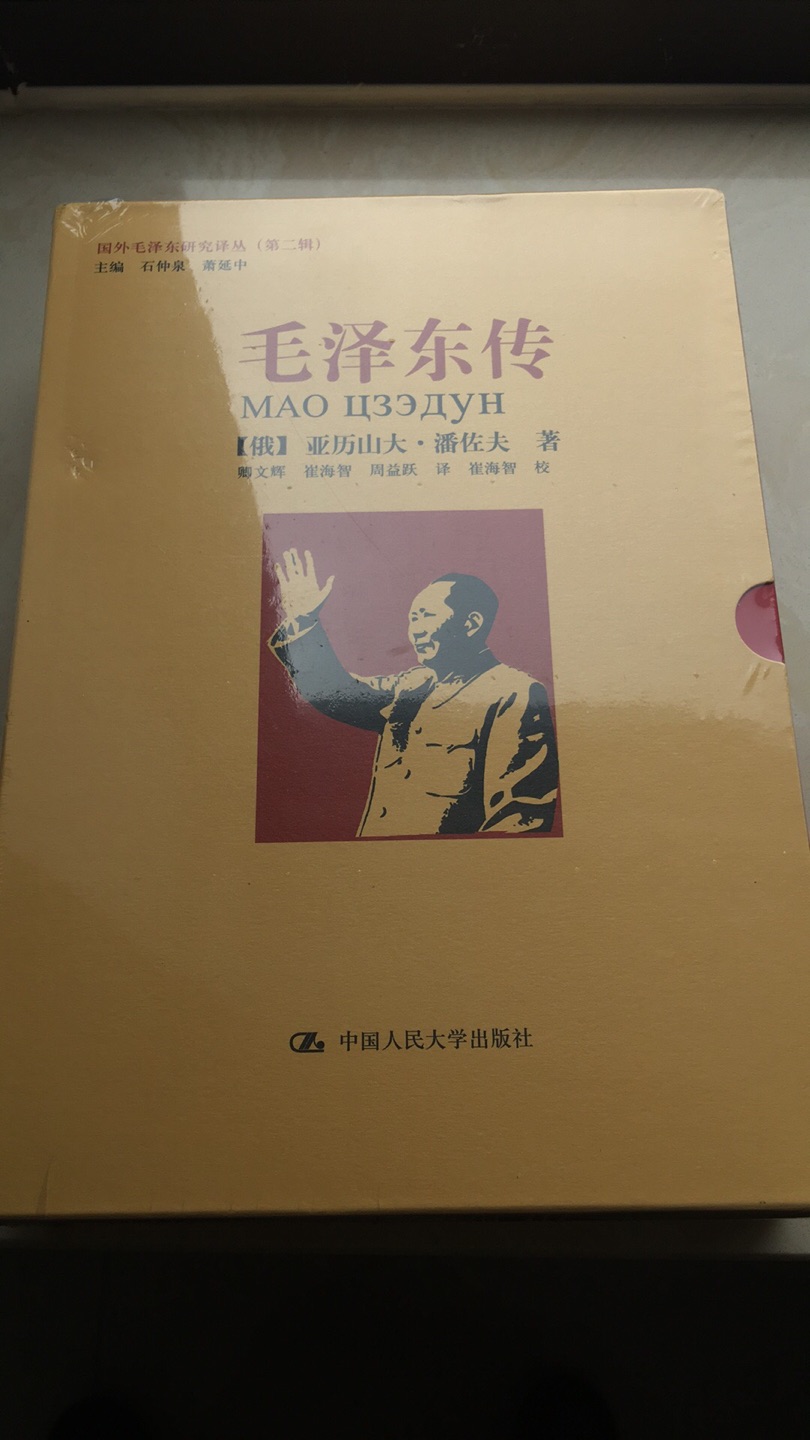 国外毛泽东研究译丛（第二辑）
主编 石仲泉 萧延中
毛泽东传
МАО ЦЗЭДУН
【俄】亚历山大·潘佐夫 著
卿文辉 崔海智 周益跃 译 崔海智 校
中国人民大学出版社